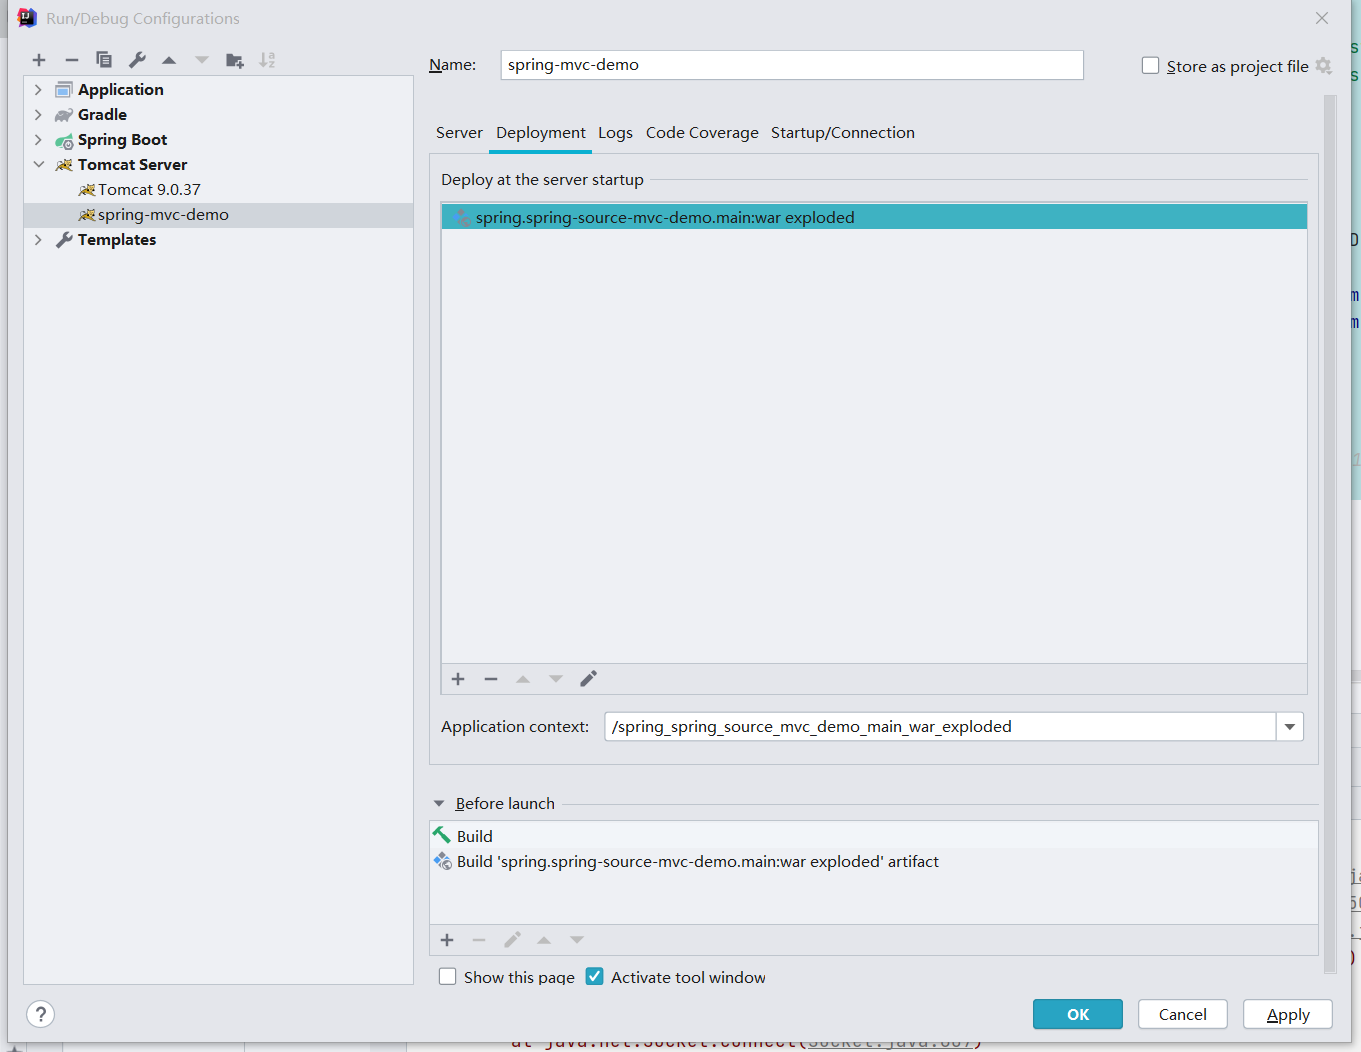 Run/Debug Configurations
Name: spring-mvc-demo
Store as project file
Application
Gradle
Spring Boot
Tomcat Server
Tomcat 9.0.37
spring-mvc-demo
Templates
Server Deployment Logs Code Coverage Startup/Connection
Deploy at the server startup
spring.spring-source-mvc-demo.main:war exploded
Application context: /spring_spring_source_mvc_demo_main_war_exploded
Before launch
Build
Build 'spring.spring-source-mvc-demo.main:war exploded' artifact
Show this page Activate tool window
? OK Cancel Apply